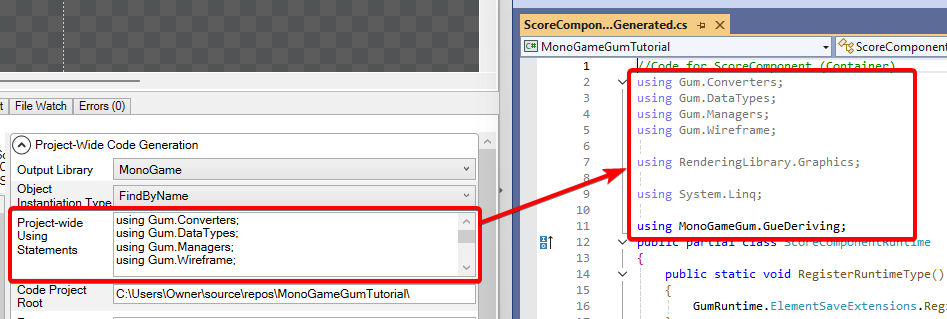 t File Watch Errors (0)
Project-Wide Code Generation
Output Library MonoGame
Object
Instantiation Type FindByName
Project-wide
Using
Statements
using Gum.Converters;
using Gum.DataTypes;
using Gum.Managers;
using Gum.Wireframe;
Code Project
Root
C:\Users\Owner\source\repos\MonoGameGumTutorial\
ScoreCompon...Generated.cs
C# MonoGameGumTutorial
ScoreComponent
1 //Code for ScoreComponent (Container)
2 using Gum.Converters;
3 using Gum.DataTypes;
4 using Gum.Managers;
5 using Gum.Wireframe;
6
7 using RenderingLibrary.Graphics;
8
9 using System.Linq;
10
11 using MonoGameGum.GueDeriving;
12 public partial class ScoreComponentRuntime
13 {
14 public static void RegisterRuntimeType()
15 {
16 GumRuntime.ElementSaveExtensions.Regi